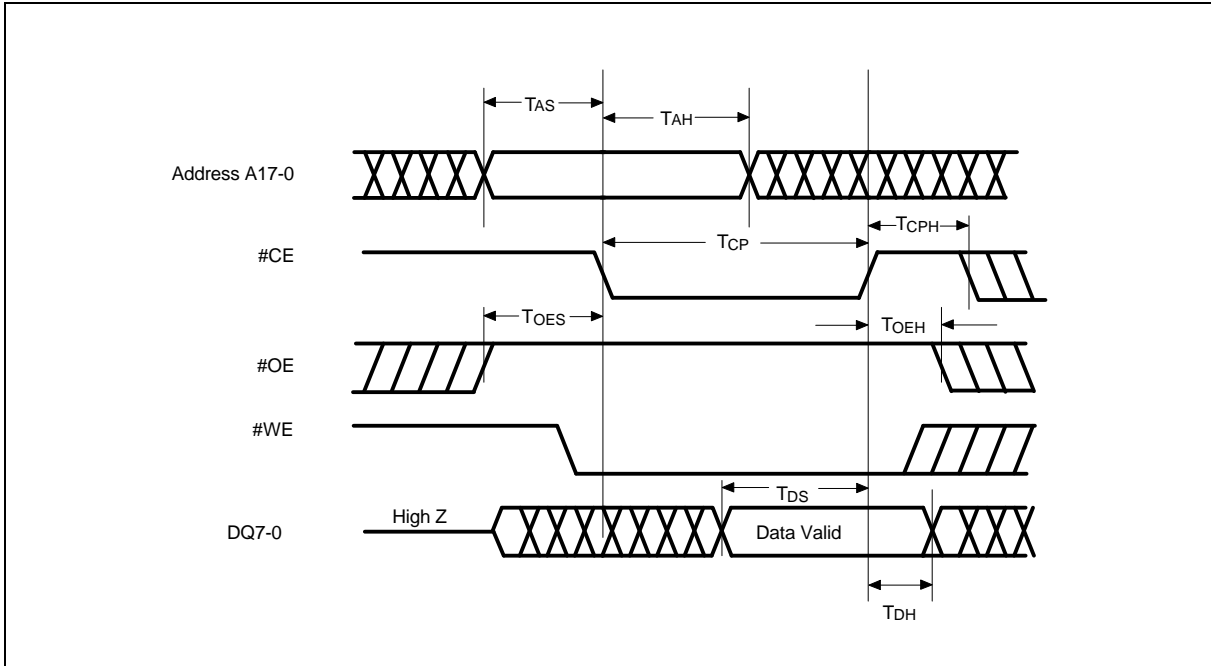 TAS
TAH
Address A17-0
TCPH
TCP
#CE
TOES
TOEH
#OE
#WE
TDS
High Z
DQ7-0
Data Valid
TDH